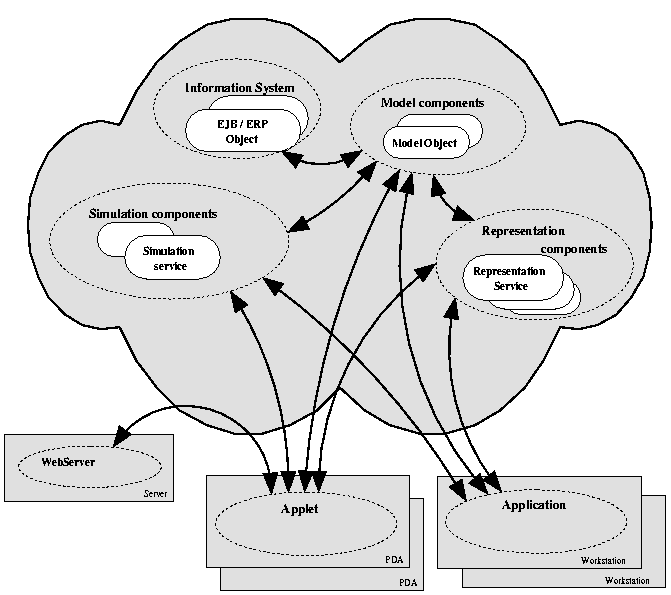 Information System
EJB / ERP
Object
Model components
Model Object
Simulation components
Simulation
service
Representation
components
Representation
Service
WebServer
Server
Applet
PDA
PDA
Application
Workstation
Workstation